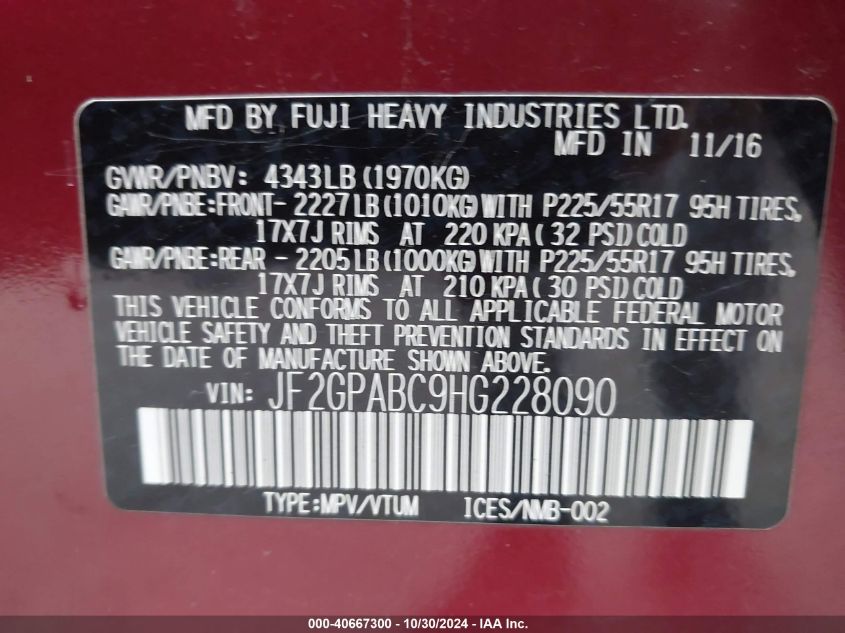 MFD BY FUJI HEAVY INDUSTRIES LTD.
MFD IN 11/16
GVWR/PNBV: 4343LB (1970KG)
GAWR/PNBE:FRONT- 2227LB (1010KG) WITH P225/55R17 95H TIRES,
17X7J RIMS AT 220 KPA ( 32 PSI) COLD
GAWR/PNBE:REAR - 2205LB (1000KG) WITH P225/55R17 95H TIRES,
17X7J RIMS AT 210 KPA ( 30 PSI) COLD
THIS VEHICLE CONFORMS TO ALL APPLICABLE FEDERAL MOTOR
VEHICLE SAFETY AND THEFT PREVENTION STANDARDS IN EFFECT ON
THE DATE OF MANUFACTURE SHOWN ABOVE.
VIN: JF2GPABC9HG228090
TYPE:MPV/VTUM ICES/NMB-002
000-40667300 - 10/30/2024 - IAA Inc.